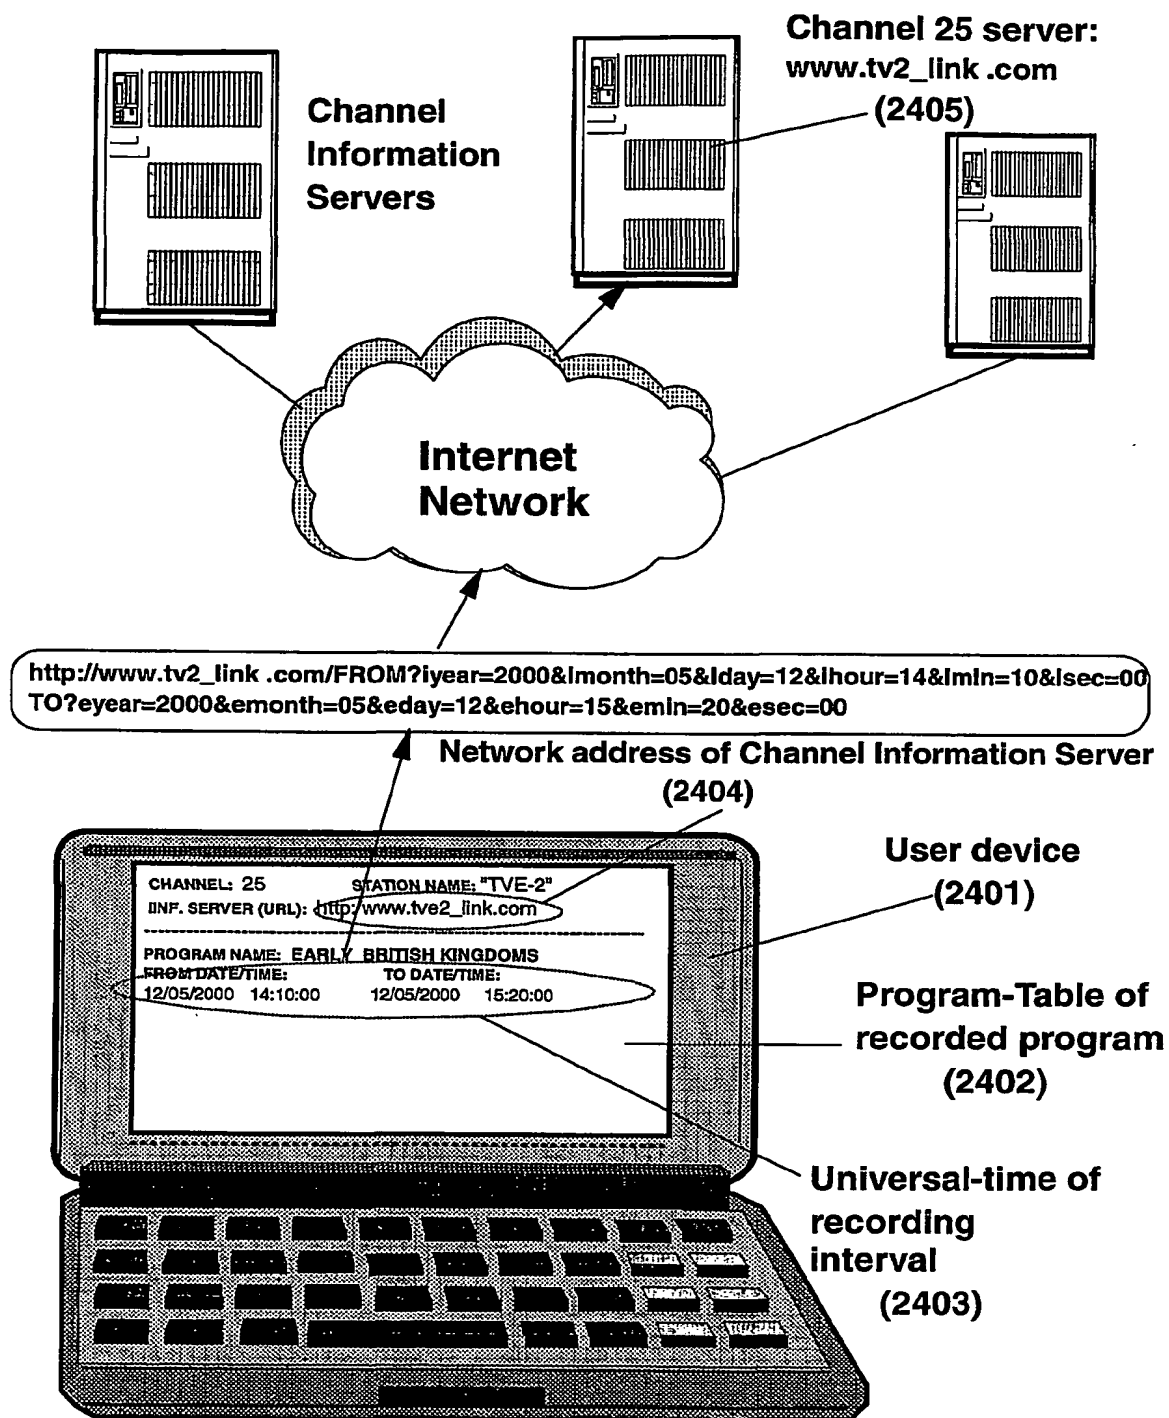 Channel 25 server:
www.tv2_link .com
(2405)
Channel
Information
Servers
Internet
Network
http://www.tv2_link .com/FROM?iyear=2000&imonth=05&iday=12&ihour=14&imin=10&isec=00
TO?eyear=2000&emonth=05&eday=12&ehour=15&emin=20&esec=00
Network address of Channel Information Server
(2404)
User device
(2401)
CHANNEL: 25 STATION NAME: "TVE-2"
INF. SERVER (URL): http:/www.tve2_link.com
PROGRAM NAME: EARLY BRITISH KINGDOMS
FROM DATE/TIME: TO DATE/TIME:
12/05/2000 14:10:00 12/05/2000 15:20:00
Program-Table of
recorded program
(2402)
Universal-time of
recording
interval
(2403)